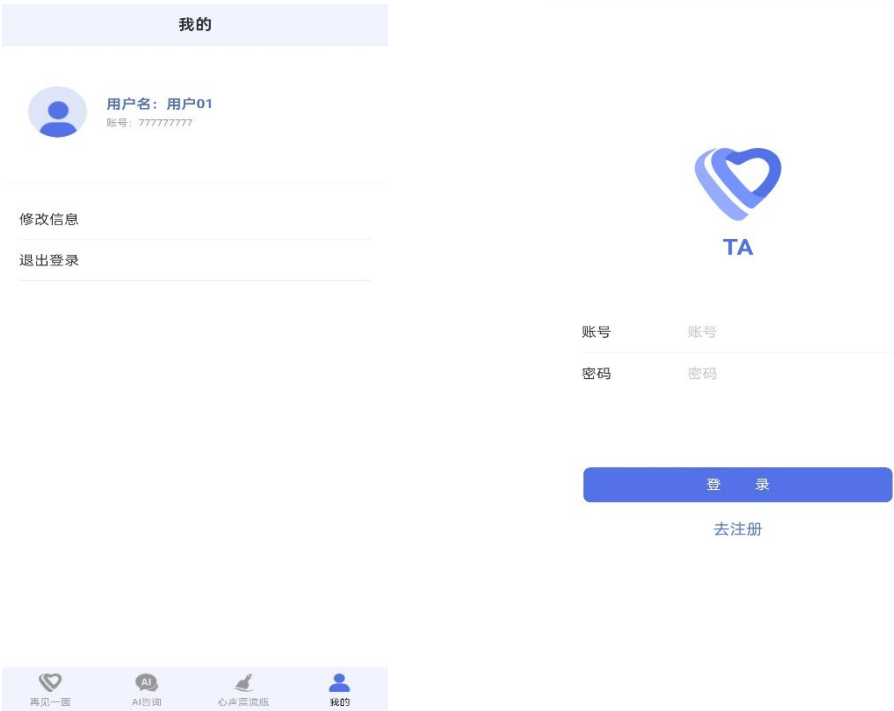 我的
用户名：用户01
账号：777777777
修改信息
退出登录
再见一面
AI
AI咨询
心声漂流瓶
我的
TA
账号 账号
密码 密码
登 录
去注册